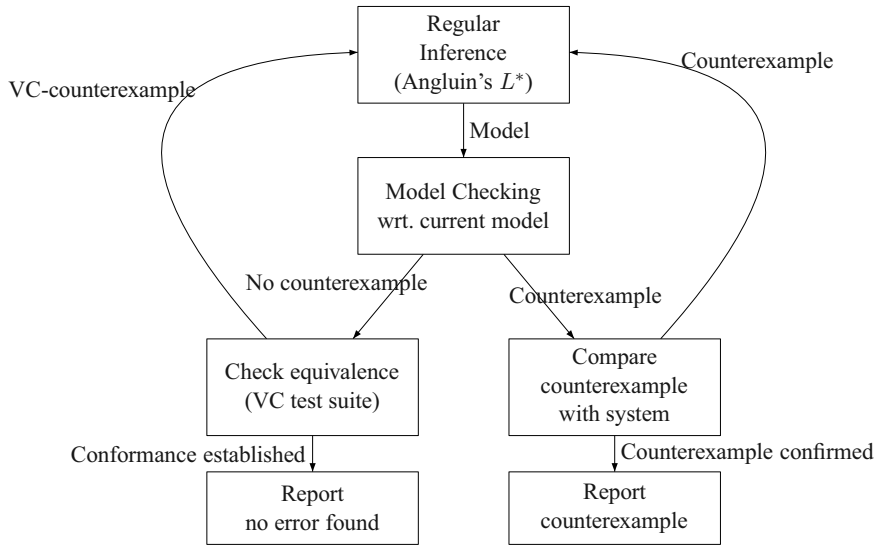 Regular
Inference
(Angluin's L*)
VC-counterexample
Counterexample
Model
Model Checking
wrt. current model
No counterexample
Counterexample
Check equivalence
(VC test suite)
Compare
counterexample
with system
Conformance established
Counterexample confirmed
Report
no error found
Report
counterexample